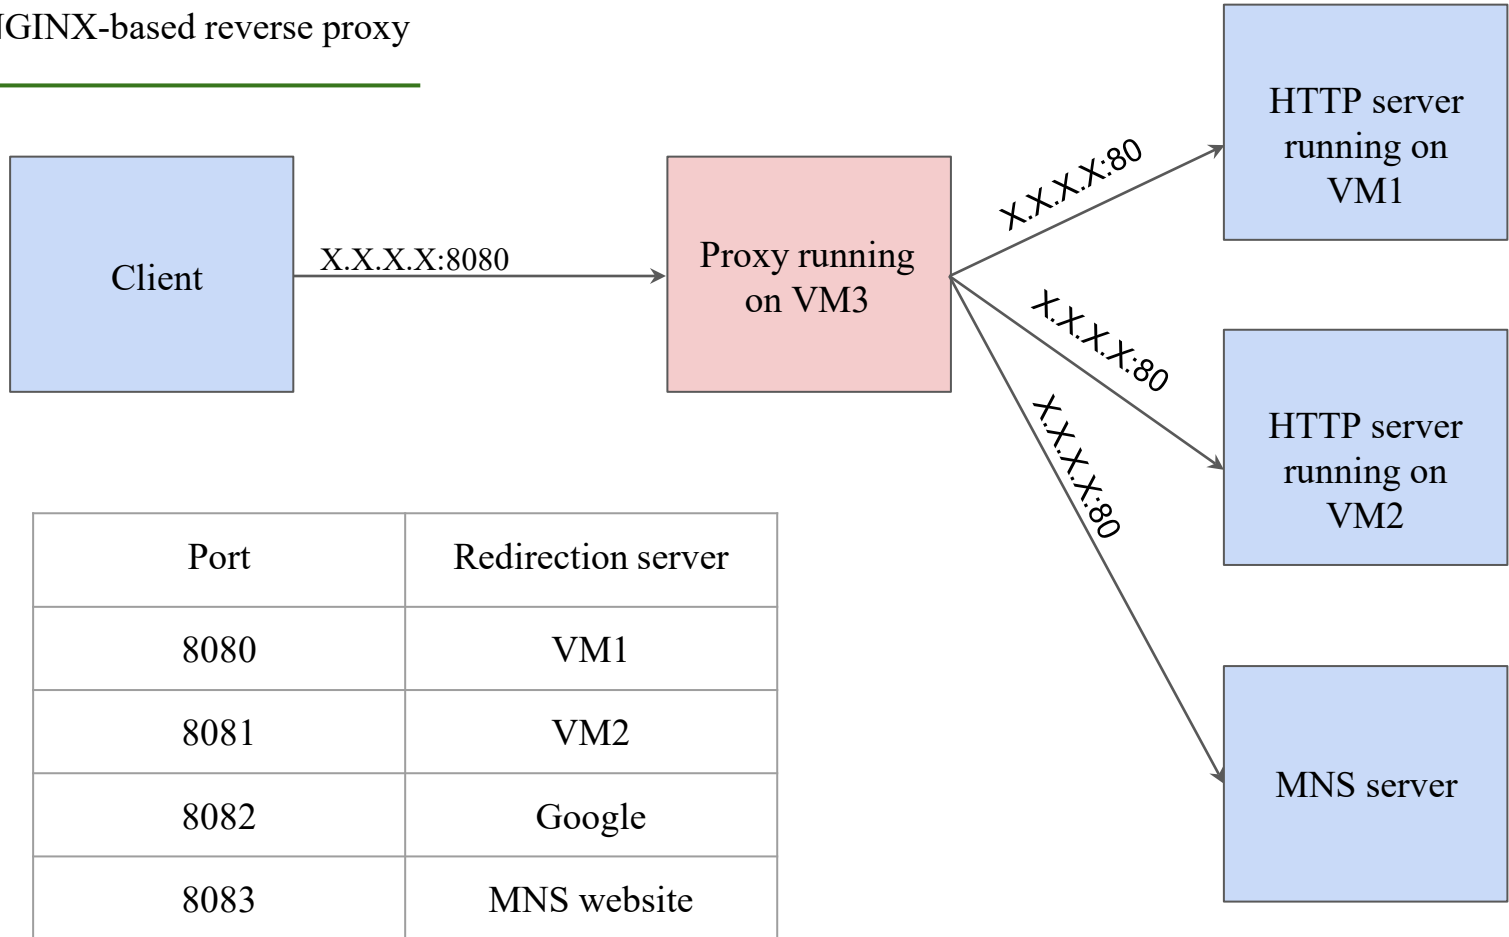 NGINX-based reverse proxy
Client
X.X.X.X:8080
Proxy running
on VM3
X.X.X.X:80
X.X.X.X:80
X.X.X.X:80
HTTP server
running on
VM1
HTTP server
running on
VM2
MNS server
Port Redirection server
8080 VM1
8081 VM2
8082 Google
8083 MNS website